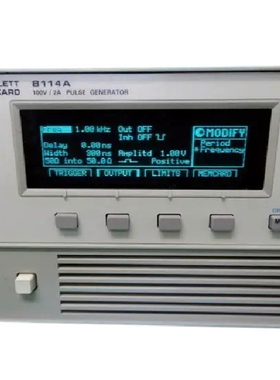 LETT 8114A
KARD 100V / 2A PULSE GENERATOR
Freq 1.00 kHz Out OFF
Inh OFF
Delay 0.00ns
Width 200ns Amplitd 1.00V
50Ω into 50.0Ω Positive
MODIFY
Period
*Frequency
TRIGGER OUTPUT LIMITS MEMCARD